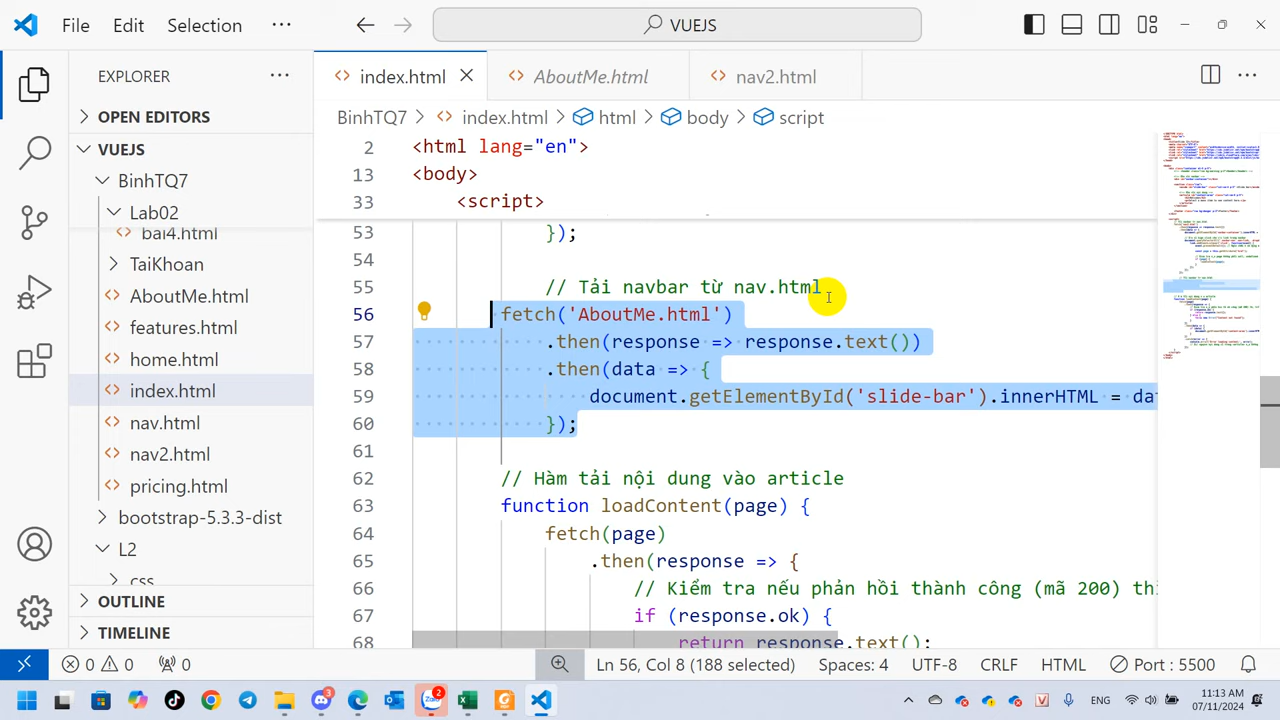 File Edit Selection ··· VUEJS
EXPLORER ···
OPEN EDITORS
VUEJS
BinhTQ7
Lab02
bai4.html
TaiKhoan
AboutMe.html
features.html
home.html
index.html
nav.html
nav2.html
pricing.html
bootstrap-5.3.3-dist
L2
css
OUTLINE
TIMELINE
index.html AboutMe.html nav2.html
BinhTQ7 > index.html > html > body > script
2 <html lang="en">
13 <body>
33 <script>
53 });
54
55 // Tải navbar từ nav.html
56 fetch('AboutMe.html')
57 .then(response => response.text())
58 .then(data => {
59 document.getElementById('slide-bar').innerHTML = dat
60 });
61
62 // Hàm tải nội dung vào article
63 function loadContent(page) {
64 fetch(page)
65 .then(response => {
66 // Kiểm tra nếu phản hồi thành công (mã 200) thì
67 if (response.ok) {
68 return response.text();
0 0 0 Ln 56, Col 8 (188 selected) Spaces: 4 UTF-8 CRLF HTML Port : 5500
3 Zalo 2 ENG 11:13 AM
07/11/2024